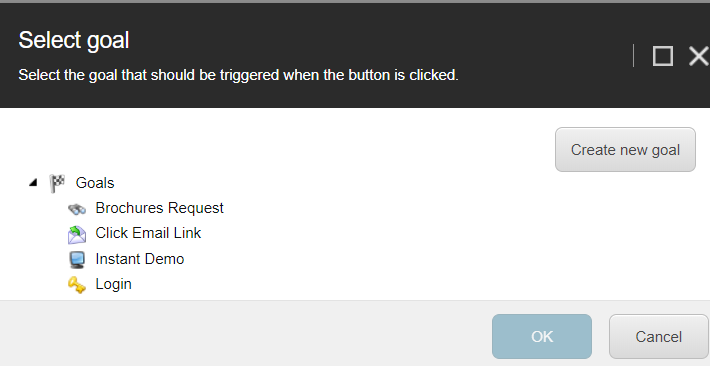 Select goal
Select the goal that should be triggered when the button is clicked.
Create new goal
Goals
Brochures Request
Click Email Link
Instant Demo
Login
OK
Cancel